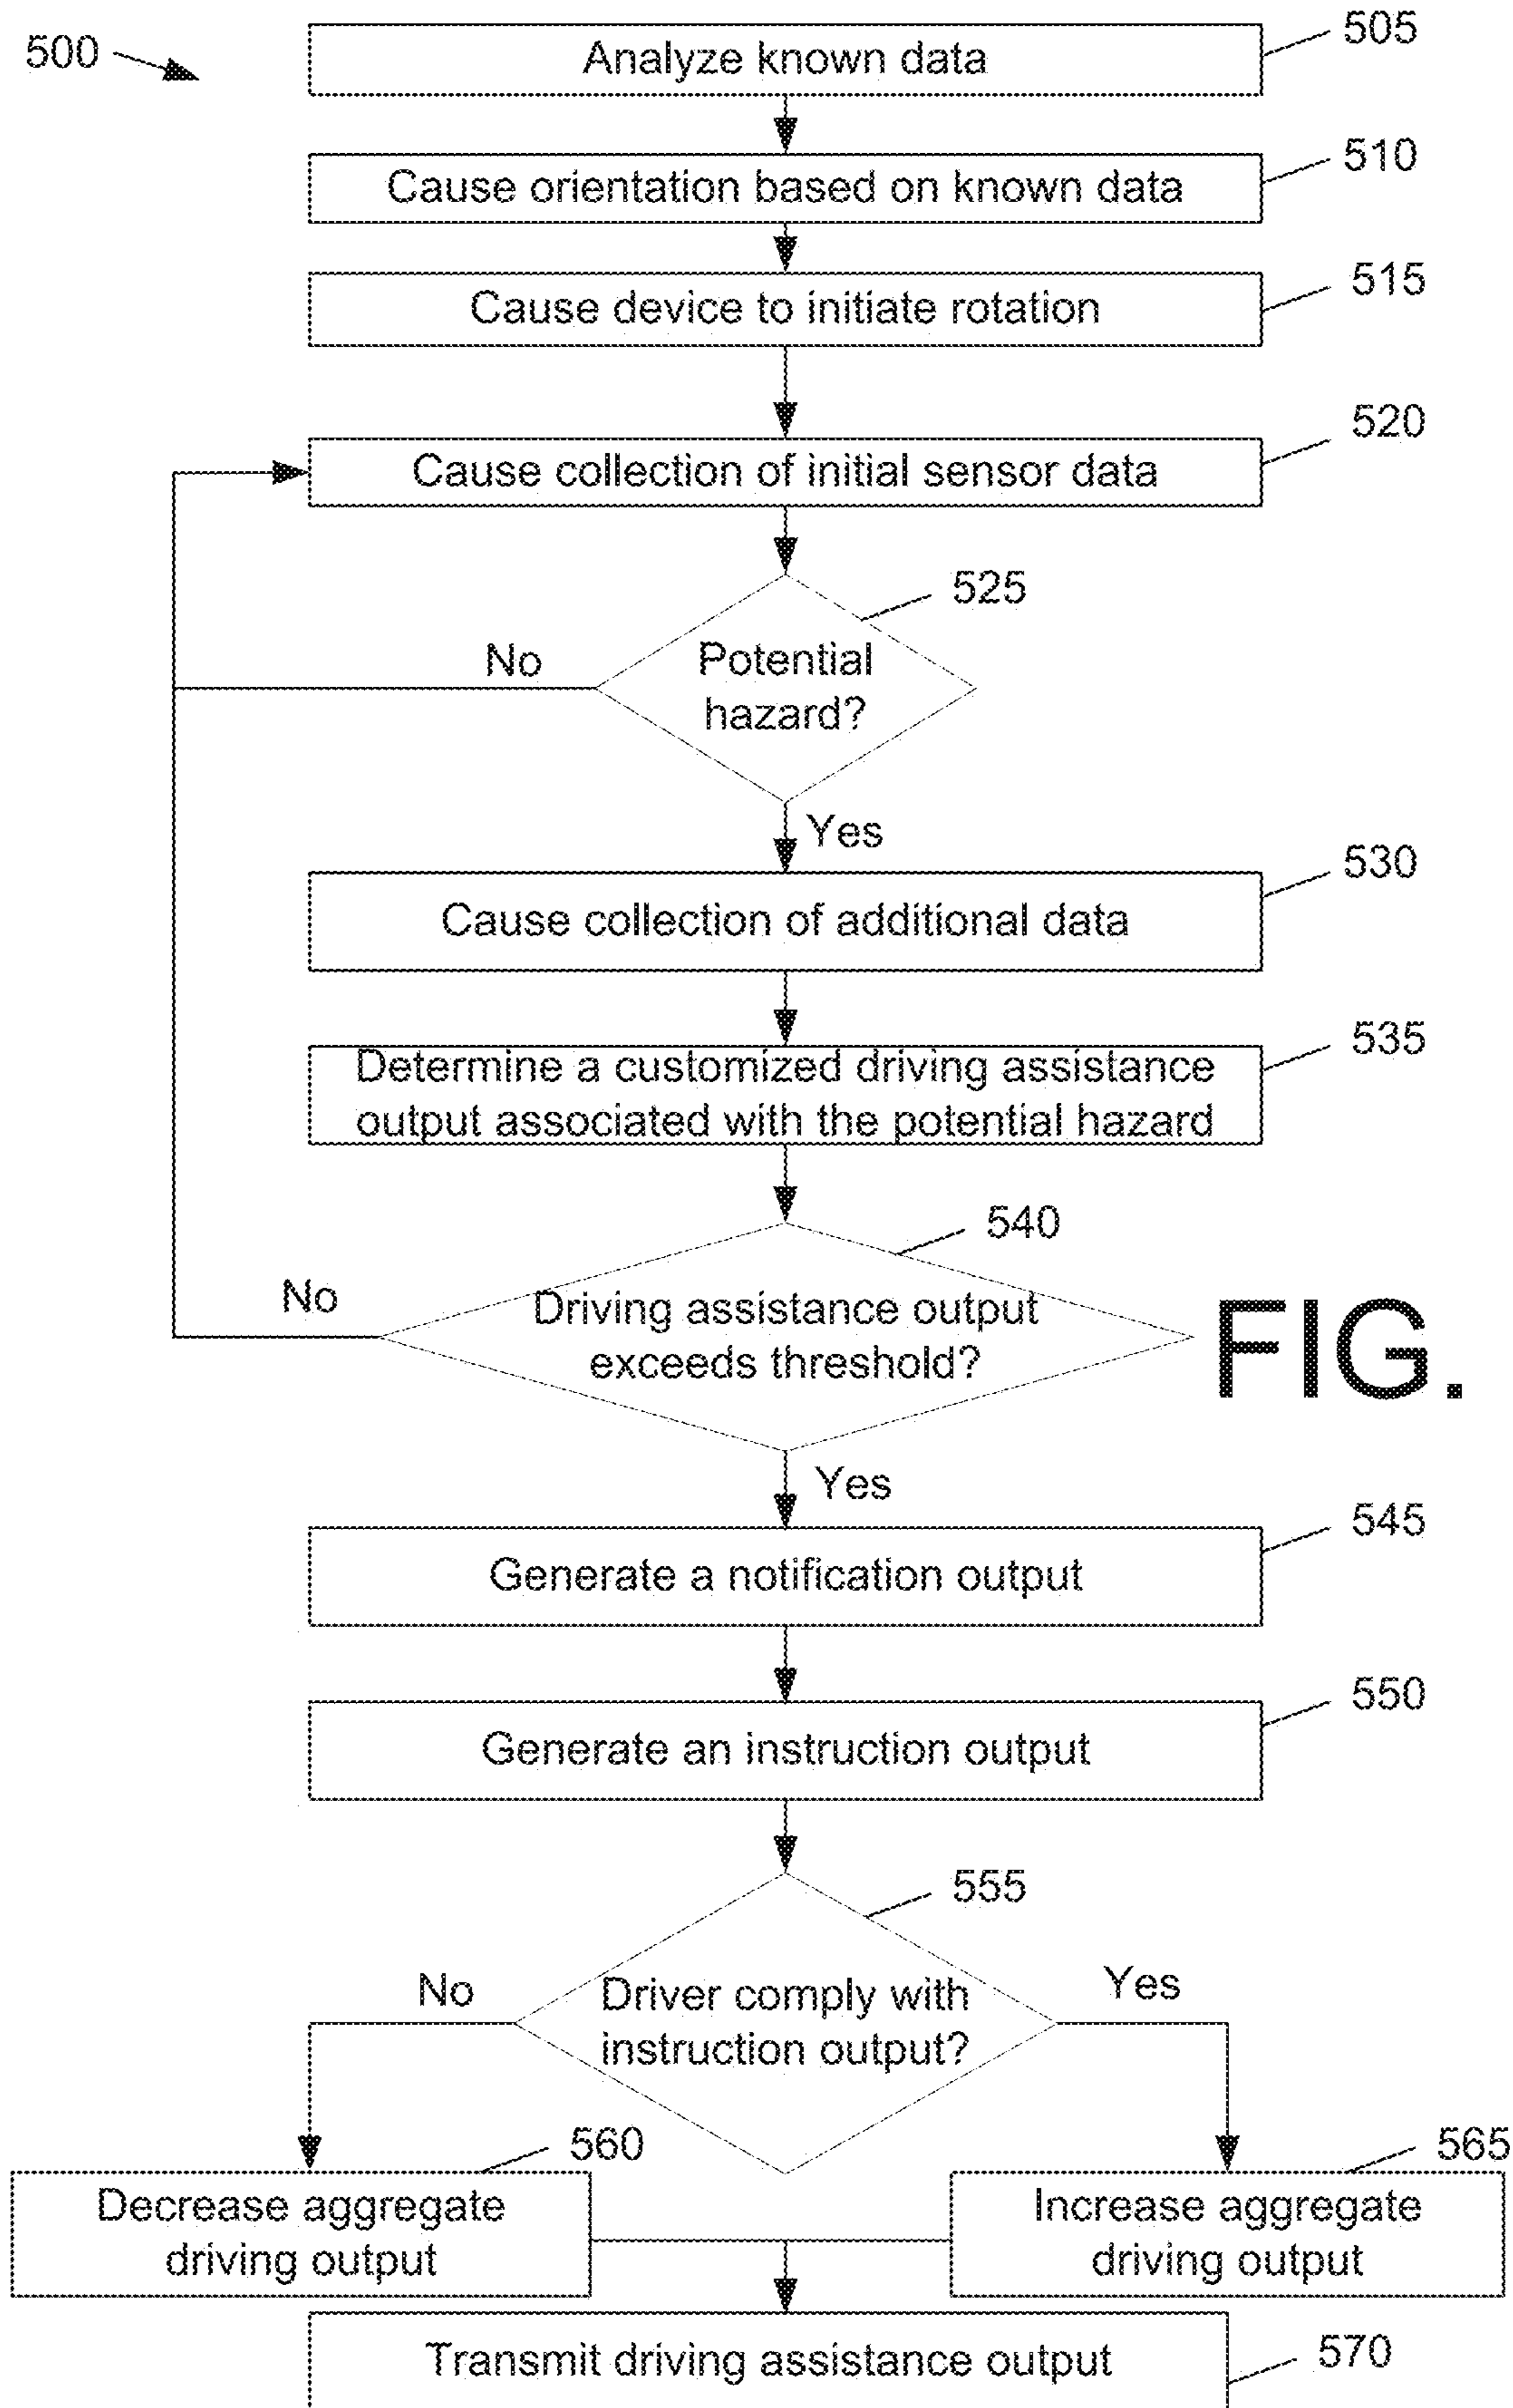 500
Analyze known data
505
Cause orientation based on known data
510
Cause device to initiate rotation
515
Cause collection of initial sensor data
520
525
Potential
hazard?
No
Yes
Cause collection of additional data
530
Determine a customized driving assistance
output associated with the potential hazard
535
540
Driving assistance output
exceeds threshold?
No
FIG.
Yes
Generate a notification output
545
Generate an instruction output
550
555
Driver comply with
instruction output?
No
Yes
560
Decrease aggregate
driving output
565
Increase aggregate
driving output
Transmit driving assistance output
570